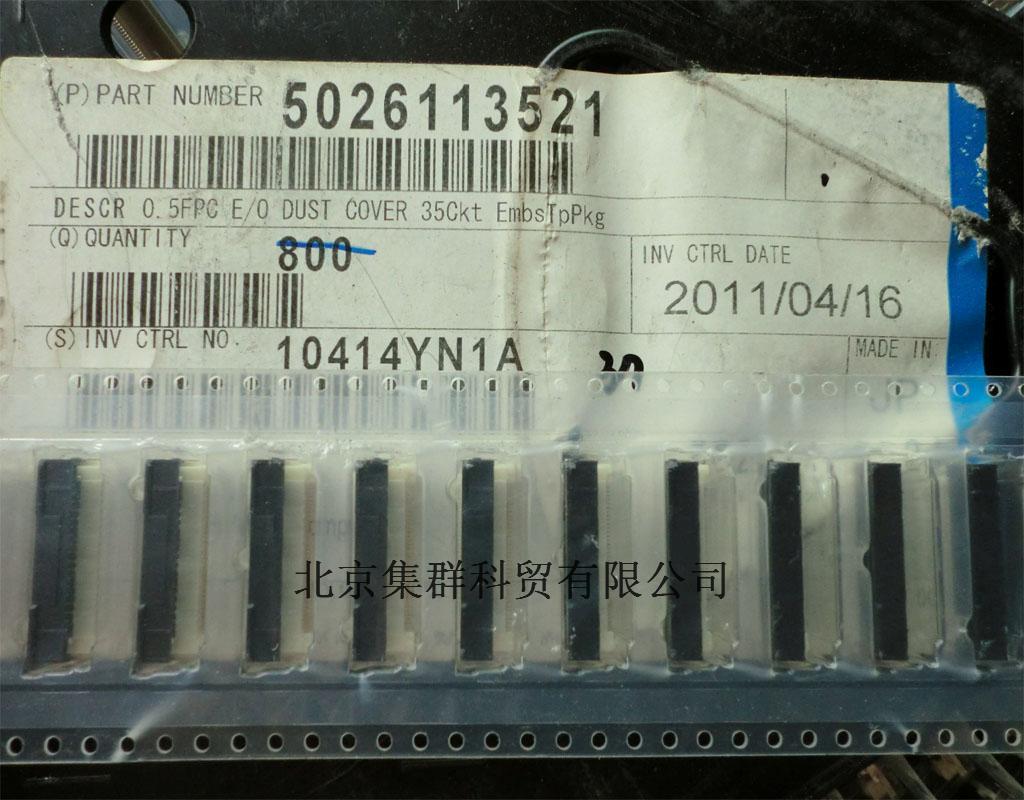 (P) PART NUMBER 5026113521
DESCR 0.5FPC E/O DUST COVER 35Ckt EmbsTpPkg
(Q) QUANTITY 800
INV CTRL DATE
2011/04/16
(S) INV CTRL NO. 10414YN1A
MADE IN
JP
北京集群科贸有限公司